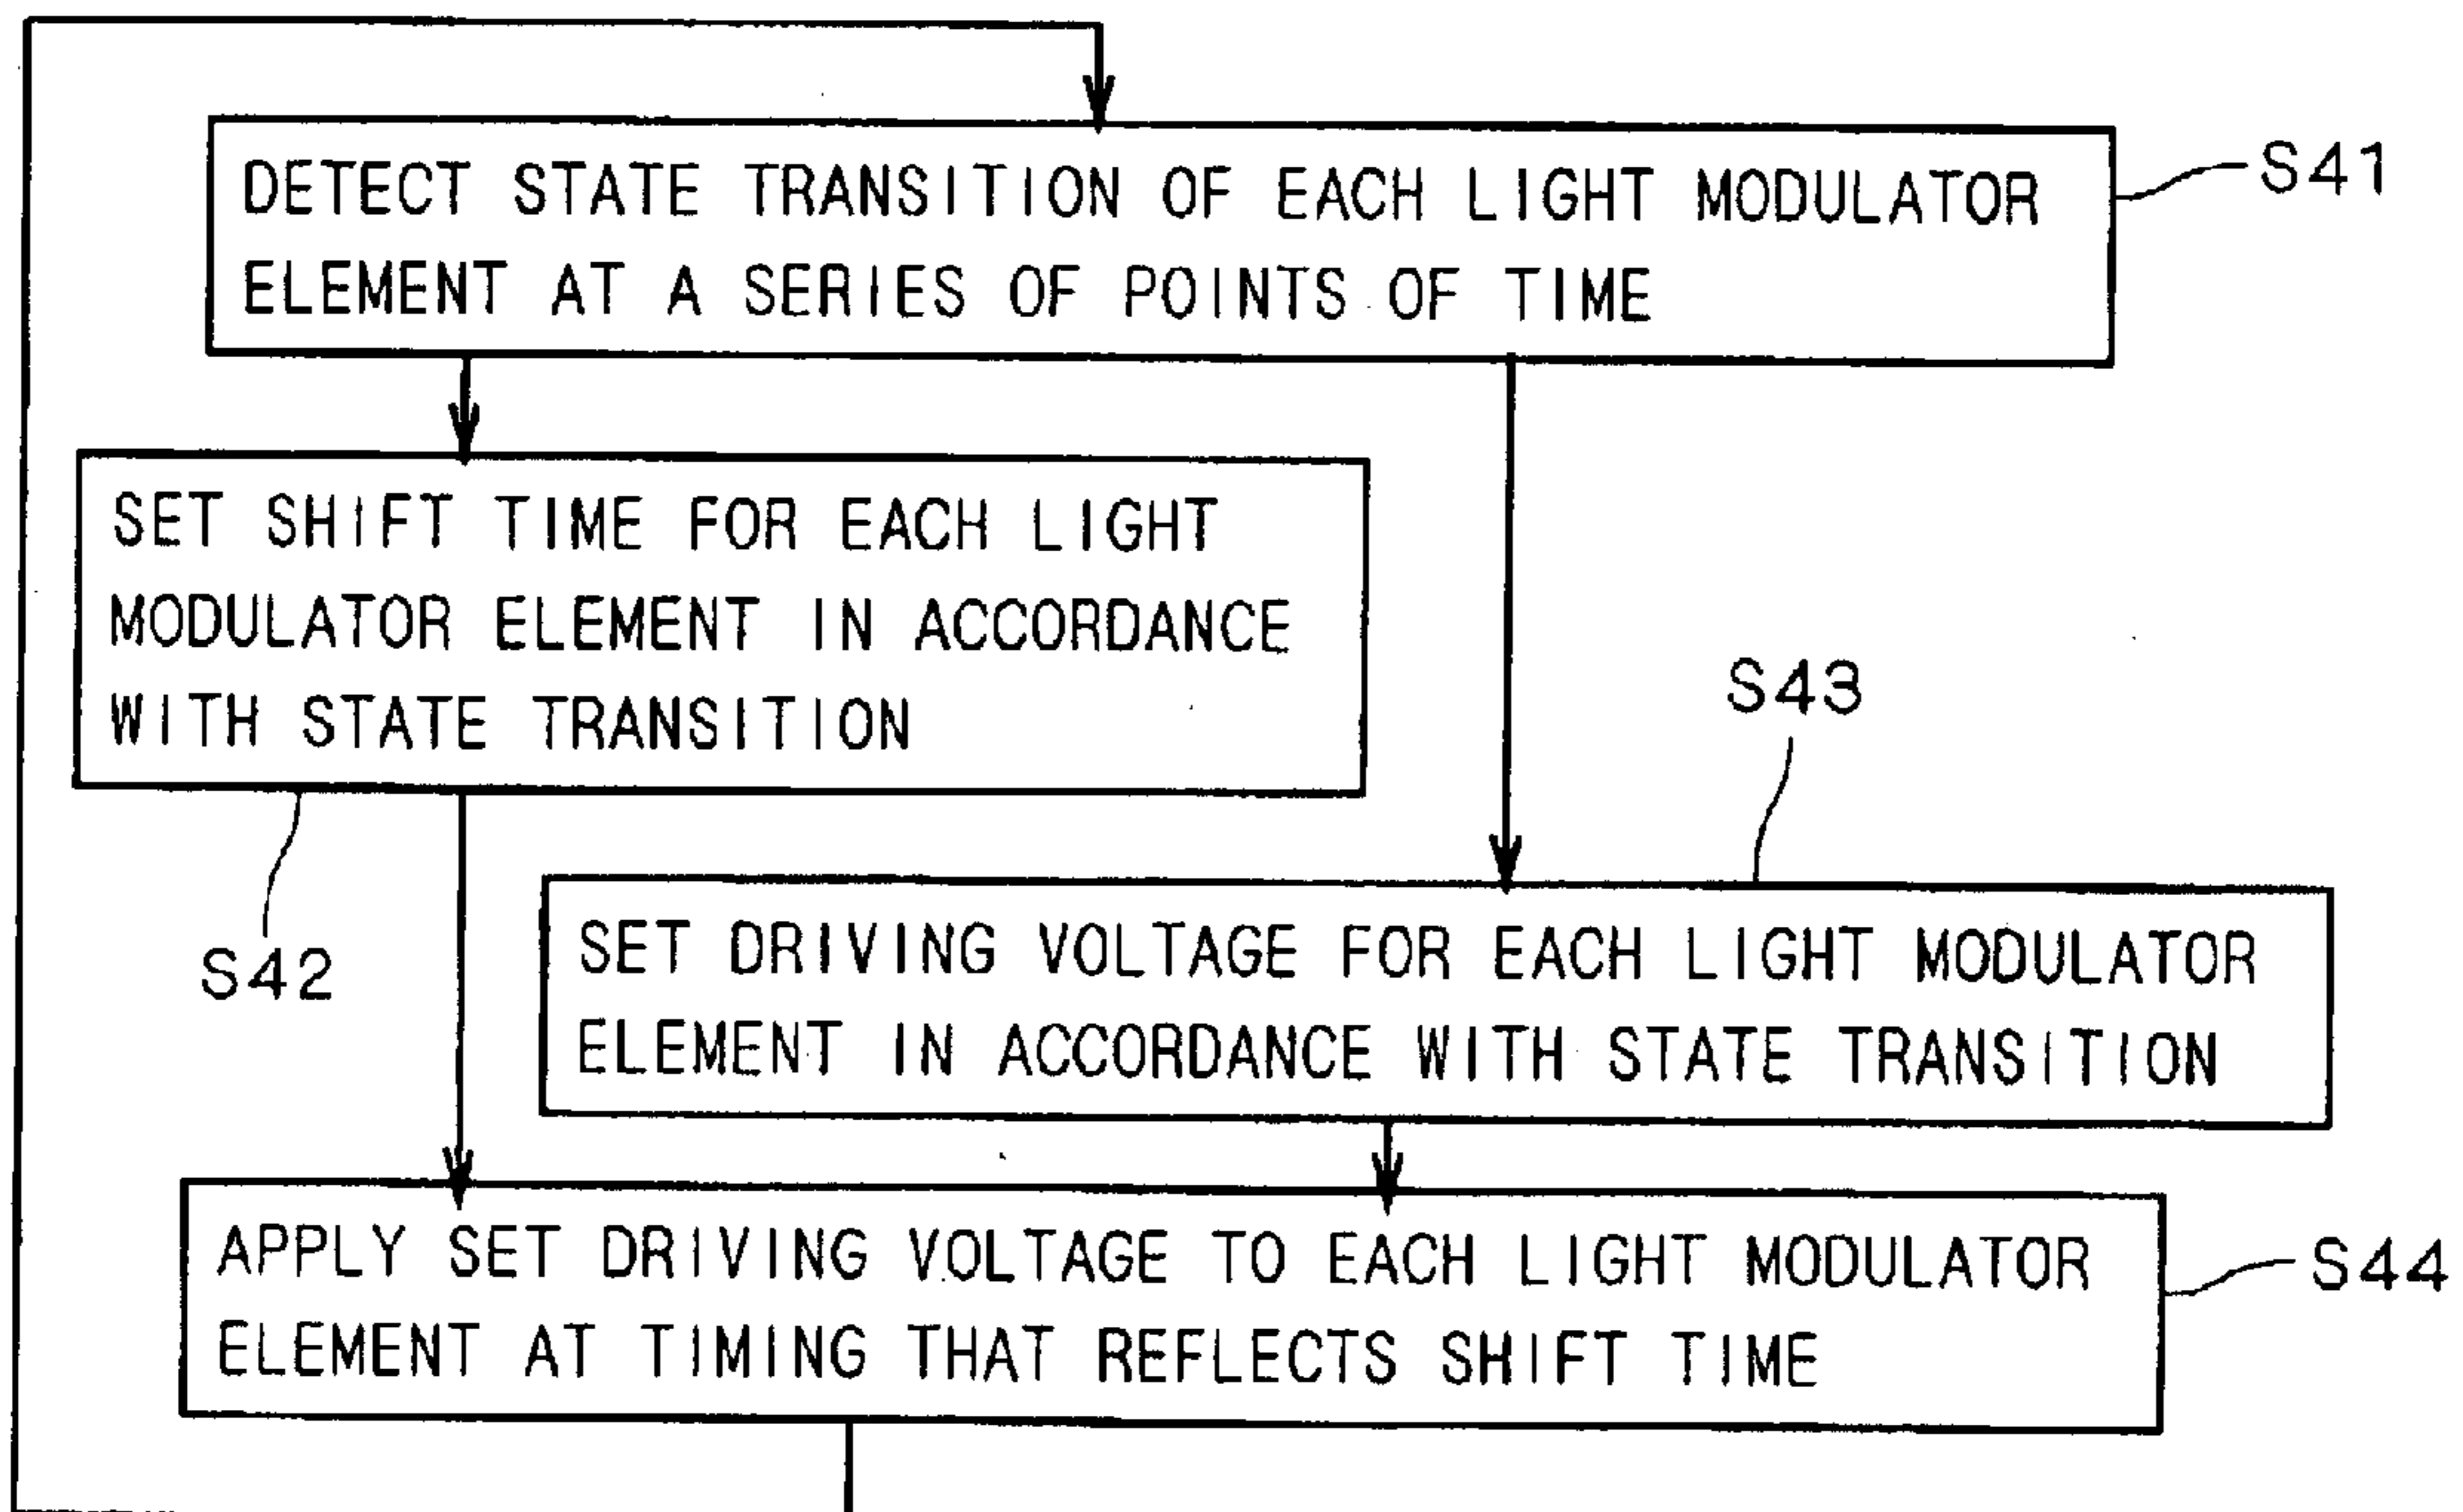 DETECT STATE TRANSITION OF EACH LIGHT MODULATOR
ELEMENT AT A SERIES OF POINTS OF TIME
S41
SET SHIFT TIME FOR EACH LIGHT
MODULATOR ELEMENT IN ACCORDANCE
WITH STATE TRANSITION
S42
S43
SET DRIVING VOLTAGE FOR EACH LIGHT MODULATOR
ELEMENT IN ACCORDANCE WITH STATE TRANSITION
APPLY SET DRIVING VOLTAGE TO EACH LIGHT MODULATOR
ELEMENT AT TIMING THAT REFLECTS SHIFT TIME
S44